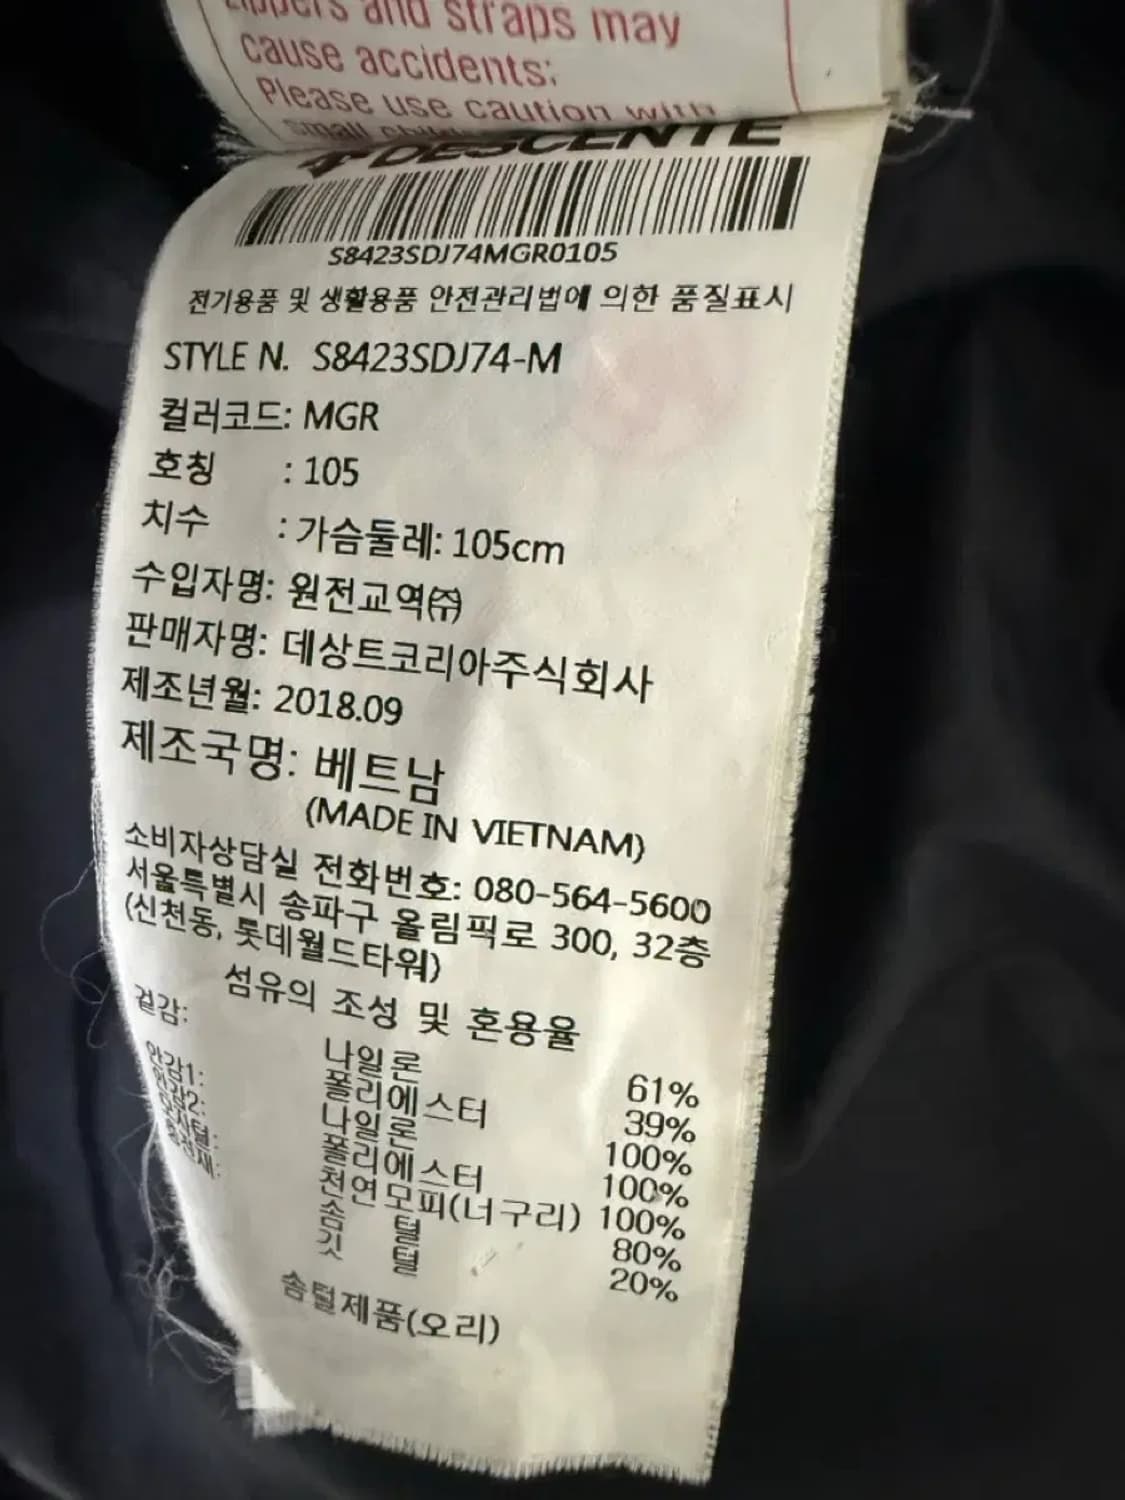 zippers and straps may
cause accidents;
Please use caution with
small
DESCENTE
S8423SDJ74MGR0105
전기용품 및 생활용품 안전관리법에 의한 품질표시
STYLE N. S8423SDJ74-M
컬러코드: MGR
호칭 : 105
치수 : 가슴둘레: 105cm
수입자명: 원전교역㈜
판매자명: 데상트코리아주식회사
제조년월: 2018.09
제조국명: 베트남
(MADE IN VIETNAM)
소비자상담실 전화번호: 080-564-5600
서울특별시 송파구 올림픽로 300, 32층
(신천동, 롯데월드타워)
섬유의 조성 및 혼용율
겉감: 나일론 61%
폴리에스터 39%
안감1: 나일론 100%
안감2: 폴리에스터 100%
천연모피(너구리) 100%
솜 털 80%
깃 털 20%
솜털제품(오리)